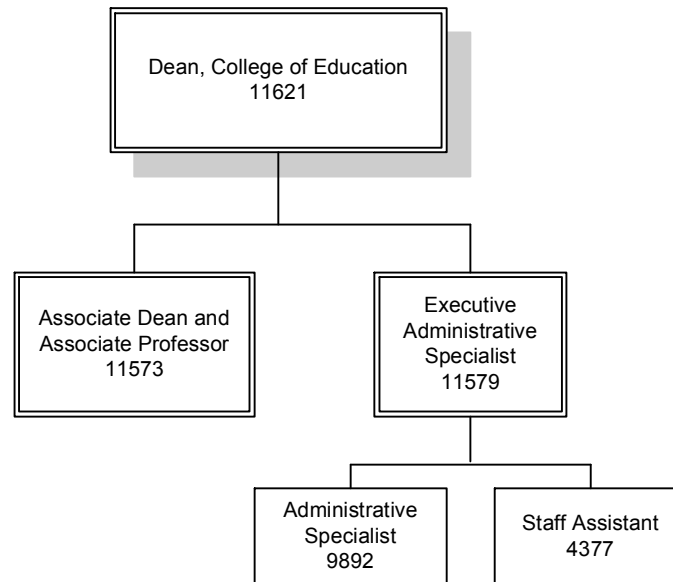 Dean, College of Education
11621
Associate Dean and
Associate Professor
11573
Executive
Administrative
Specialist
11579
Administrative
Specialist
9892
Staff Assistant
4377